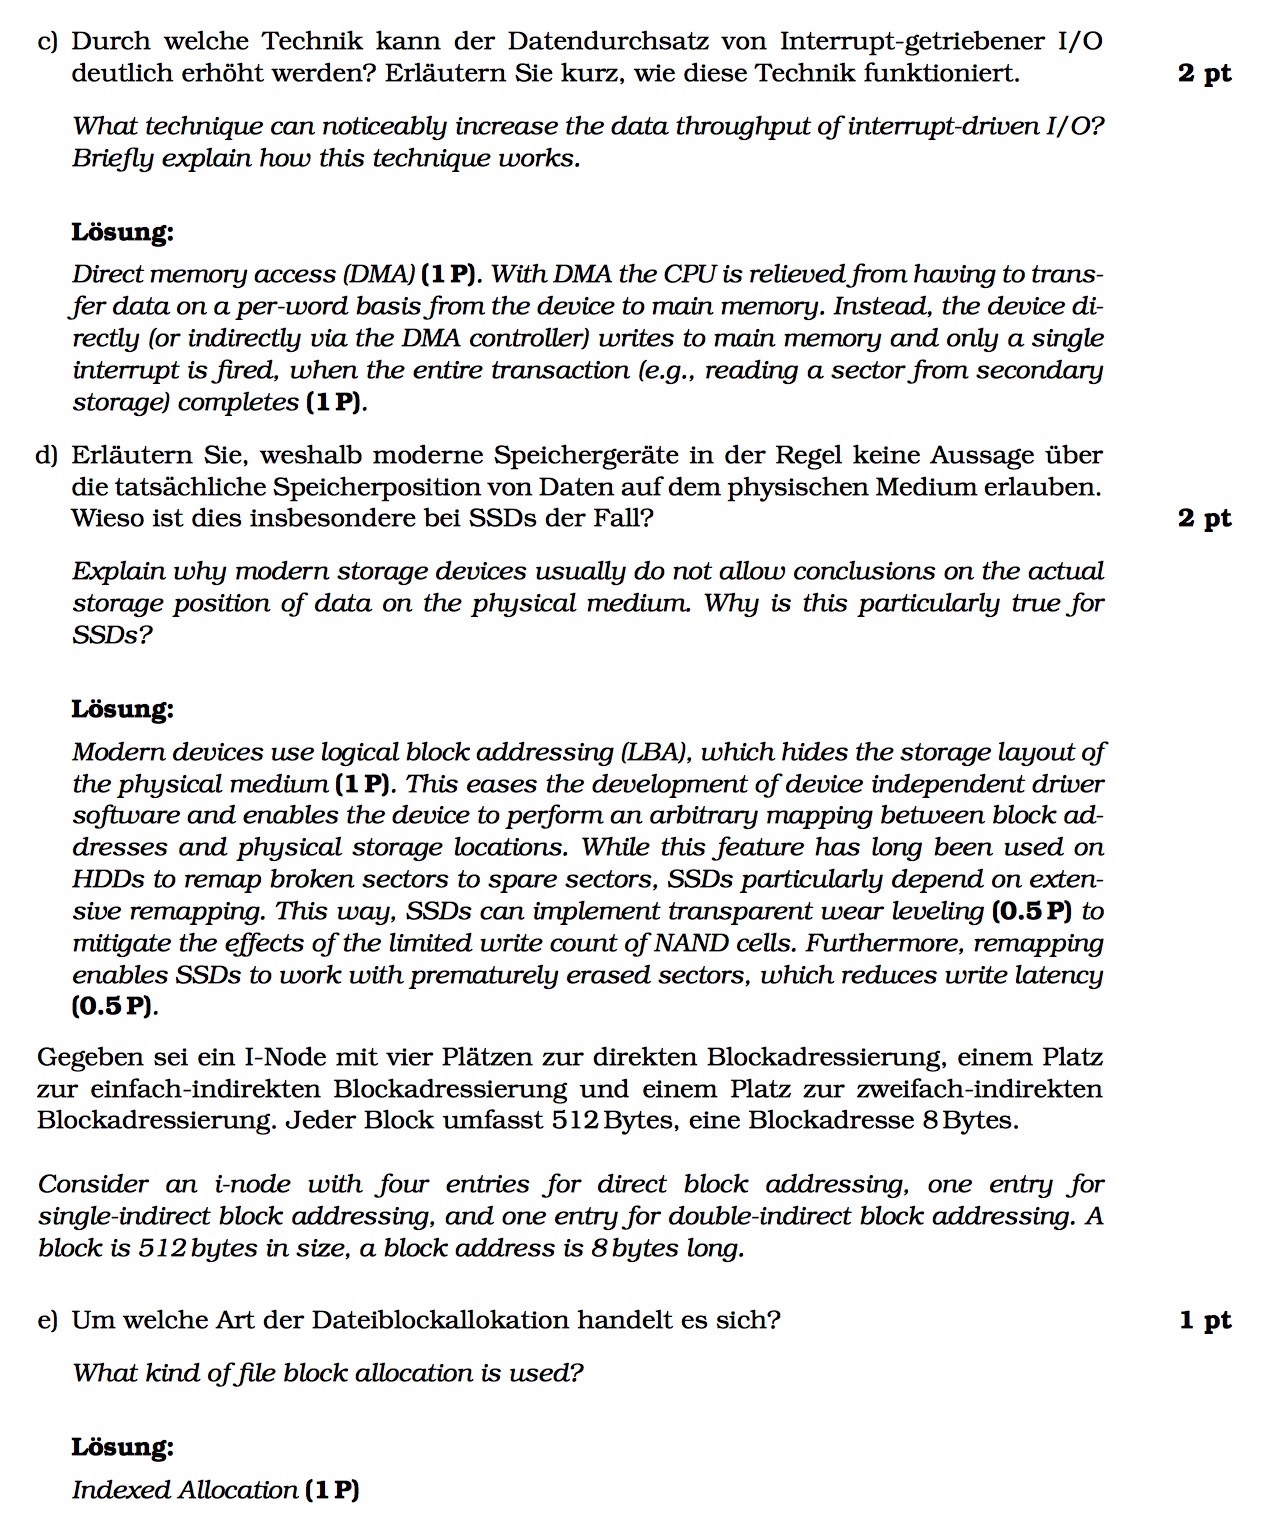 c) Durch welche Technik kann der Datendurchsatz von Interrupt-getriebener I/O
deutlich erhöht werden? Erläutern Sie kurz, wie diese Technik funktioniert. 2 pt
What technique can noticeably increase the data throughput of interrupt-driven I/O?
Briefly explain how this technique works.
Lösung:
Direct memory access (DMA) (1 P). With DMA the CPU is relieved from having to trans-
fer data on a per-word basis from the device to main memory. Instead, the device di-
rectly (or indirectly via the DMA controller) writes to main memory and only a single
interrupt is fired, when the entire transaction (e.g., reading a sector from secondary
storage) completes (1 P).
d) Erläutern Sie, weshalb moderne Speichergeräte in der Regel keine Aussage über
die tatsächliche Speicherposition von Daten auf dem physischen Medium erlauben.
Wieso ist dies insbesondere bei SSDs der Fall? 2 pt
Explain why modern storage devices usually do not allow conclusions on the actual
storage position of data on the physical medium. Why is this particularly true for
SSDs?
Lösung:
Modern devices use logical block addressing (LBA), which hides the storage layout of
the physical medium (1 P). This eases the development of device independent driver
software and enables the device to perform an arbitrary mapping between block ad-
dresses and physical storage locations. While this feature has long been used on
HDDs to remap broken sectors to spare sectors, SSDs particularly depend on exten-
sive remapping. This way, SSDs can implement transparent wear leveling (0.5 P) to
mitigate the effects of the limited write count of NAND cells. Furthermore, remapping
enables SSDs to work with prematurely erased sectors, which reduces write latency
(0.5 P).
Gegeben sei ein I-Node mit vier Plätzen zur direkten Blockadressierung, einem Platz
zur einfach-indirekten Blockadressierung und einem Platz zur zweifach-indirekten
Blockadressierung. Jeder Block umfasst 512 Bytes, eine Blockadresse 8 Bytes.
Consider an i-node with four entries for direct block addressing, one entry for
single-indirect block addressing, and one entry for double-indirect block addressing. A
block is 512 bytes in size, a block address is 8 bytes long.
e) Um welche Art der Dateiblockallokation handelt es sich? 1 pt
What kind of file block allocation is used?
Lösung:
Indexed Allocation (1 P)